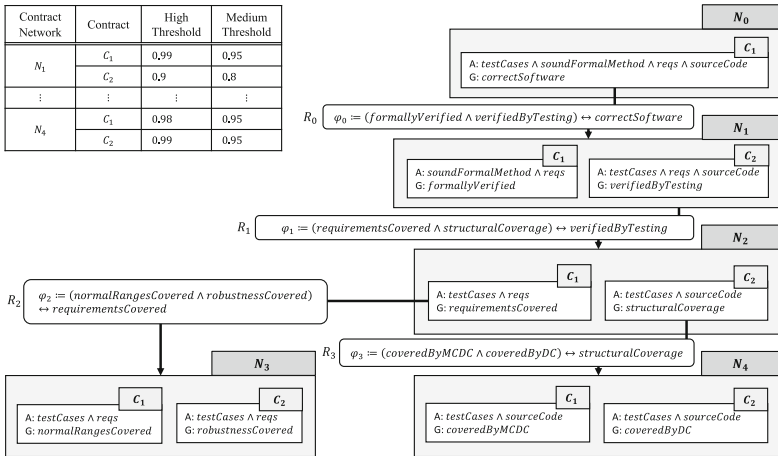 Contract Network | Contract | High Threshold | Medium Threshold
N₁ | C₁ | 0.99 | 0.95
C₂ | 0.9 | 0.8
⋮ | ⋮ | ⋮ | ⋮
N₄ | C₁ | 0.98 | 0.95
C₂ | 0.99 | 0.95
N₀
C₁
A: testCases ∧ soundFormalMethod ∧ reqs ∧ sourceCode
G: correctSoftware
R₀ φ₀ ≔ (formallyVerified ∧ verifiedByTesting) ↔ correctSoftware
N₁
C₁
A: soundFormalMethod ∧ reqs
G: formallyVerified
C₂
A: testCases ∧ reqs ∧ sourceCode
G: verifiedByTesting
R₁ φ₁ ≔ (requirementsCovered ∧ structuralCoverage) ↔ verifiedByTesting
N₂
C₁
A: testCases ∧ reqs
G: requirementsCovered
C₂
A: testCases ∧ sourceCode
G: structuralCoverage
R₂ φ₂ ≔ (normalRangesCovered ∧ robustnessCovered)
↔ requirementsCovered
R₃ φ₃ ≔ (coveredByMCDC ∧ coveredByDC) ↔ structuralCoverage
N₃
C₁
A: testCases ∧ reqs
G: normalRangesCovered
C₂
A: testCases ∧ reqs
G: robustnessCovered
N₄
C₁
A: testCases ∧ sourceCode
G: coveredByMCDC
C₂
A: testCases ∧ sourceCode
G: coveredByDC